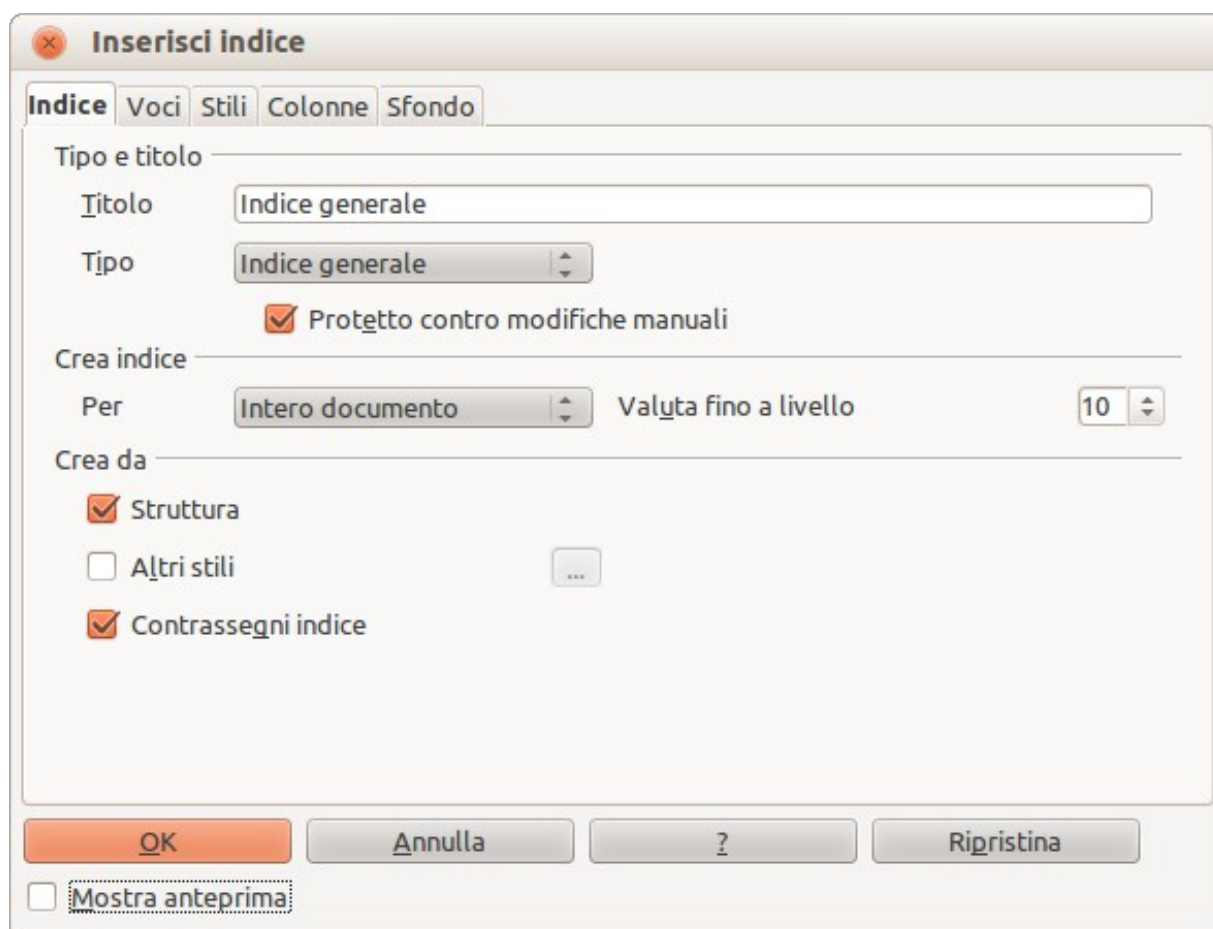 Inserisci indice
Indice Voci Stili Colonne Sfondo
Tipo e titolo
Titolo Indice generale
Tipo Indice generale
Protetto contro modifiche manuali
Crea indice
Per Intero documento Valuta fino a livello 10
Crea da
Struttura
Altri stili ...
Contrassegni indice
OK Annulla ? Ripristina
Mostra anteprima